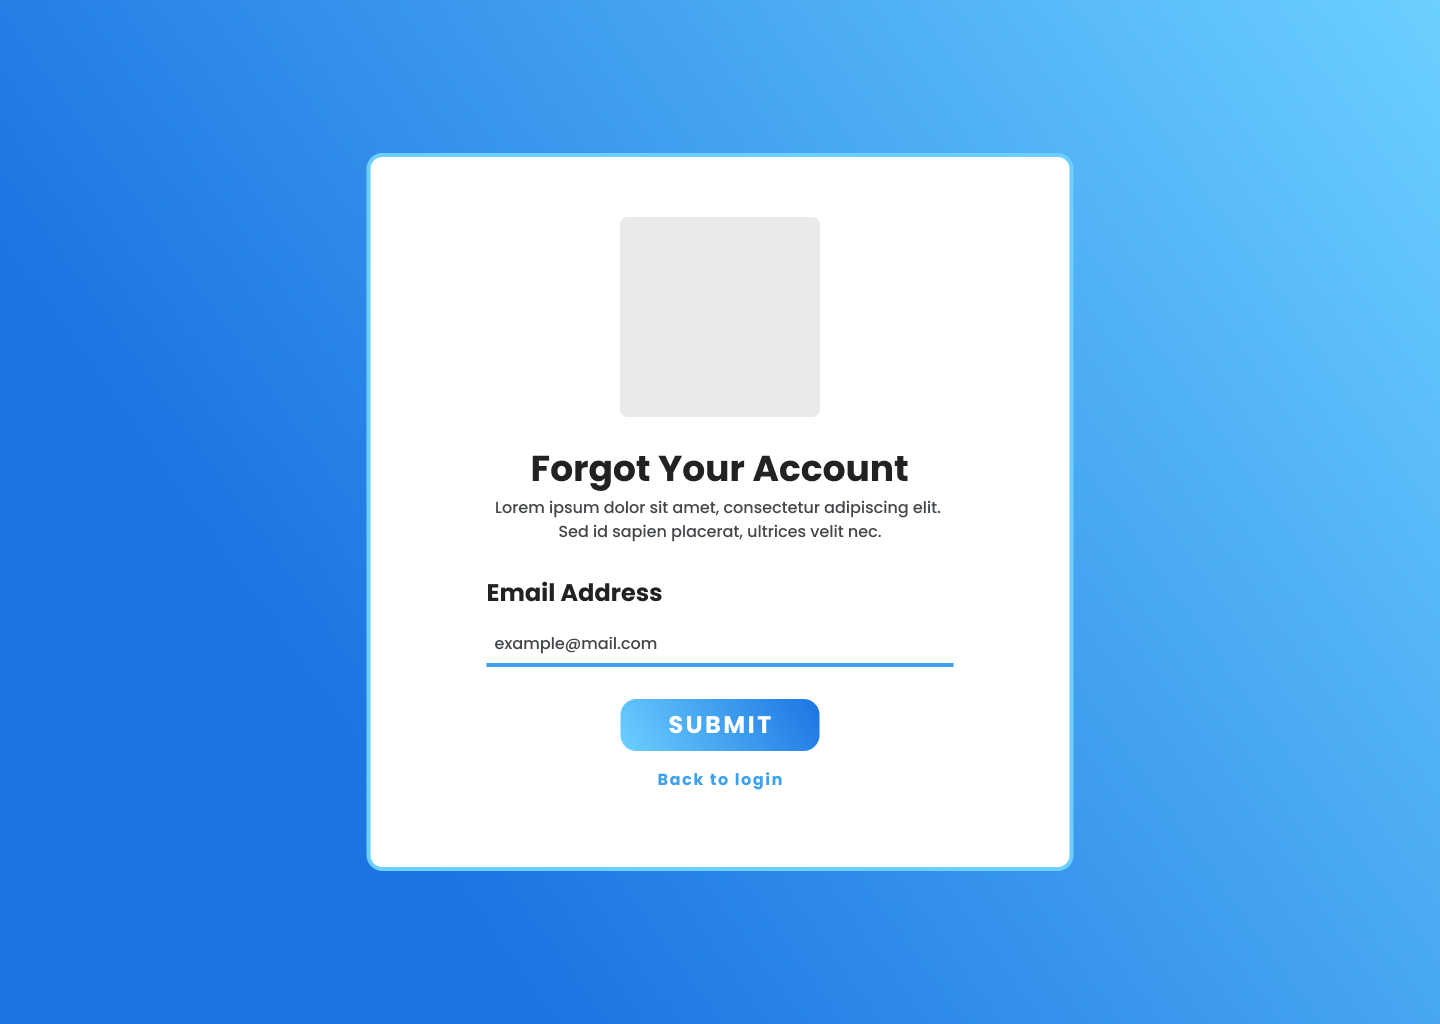 Forgot Your Account
Lorem ipsum dolor sit amet, consectetur adipiscing elit.
Sed id sapien placerat, ultrices velit nec.
Email Address
example@mail.com
SUBMIT
Back to login